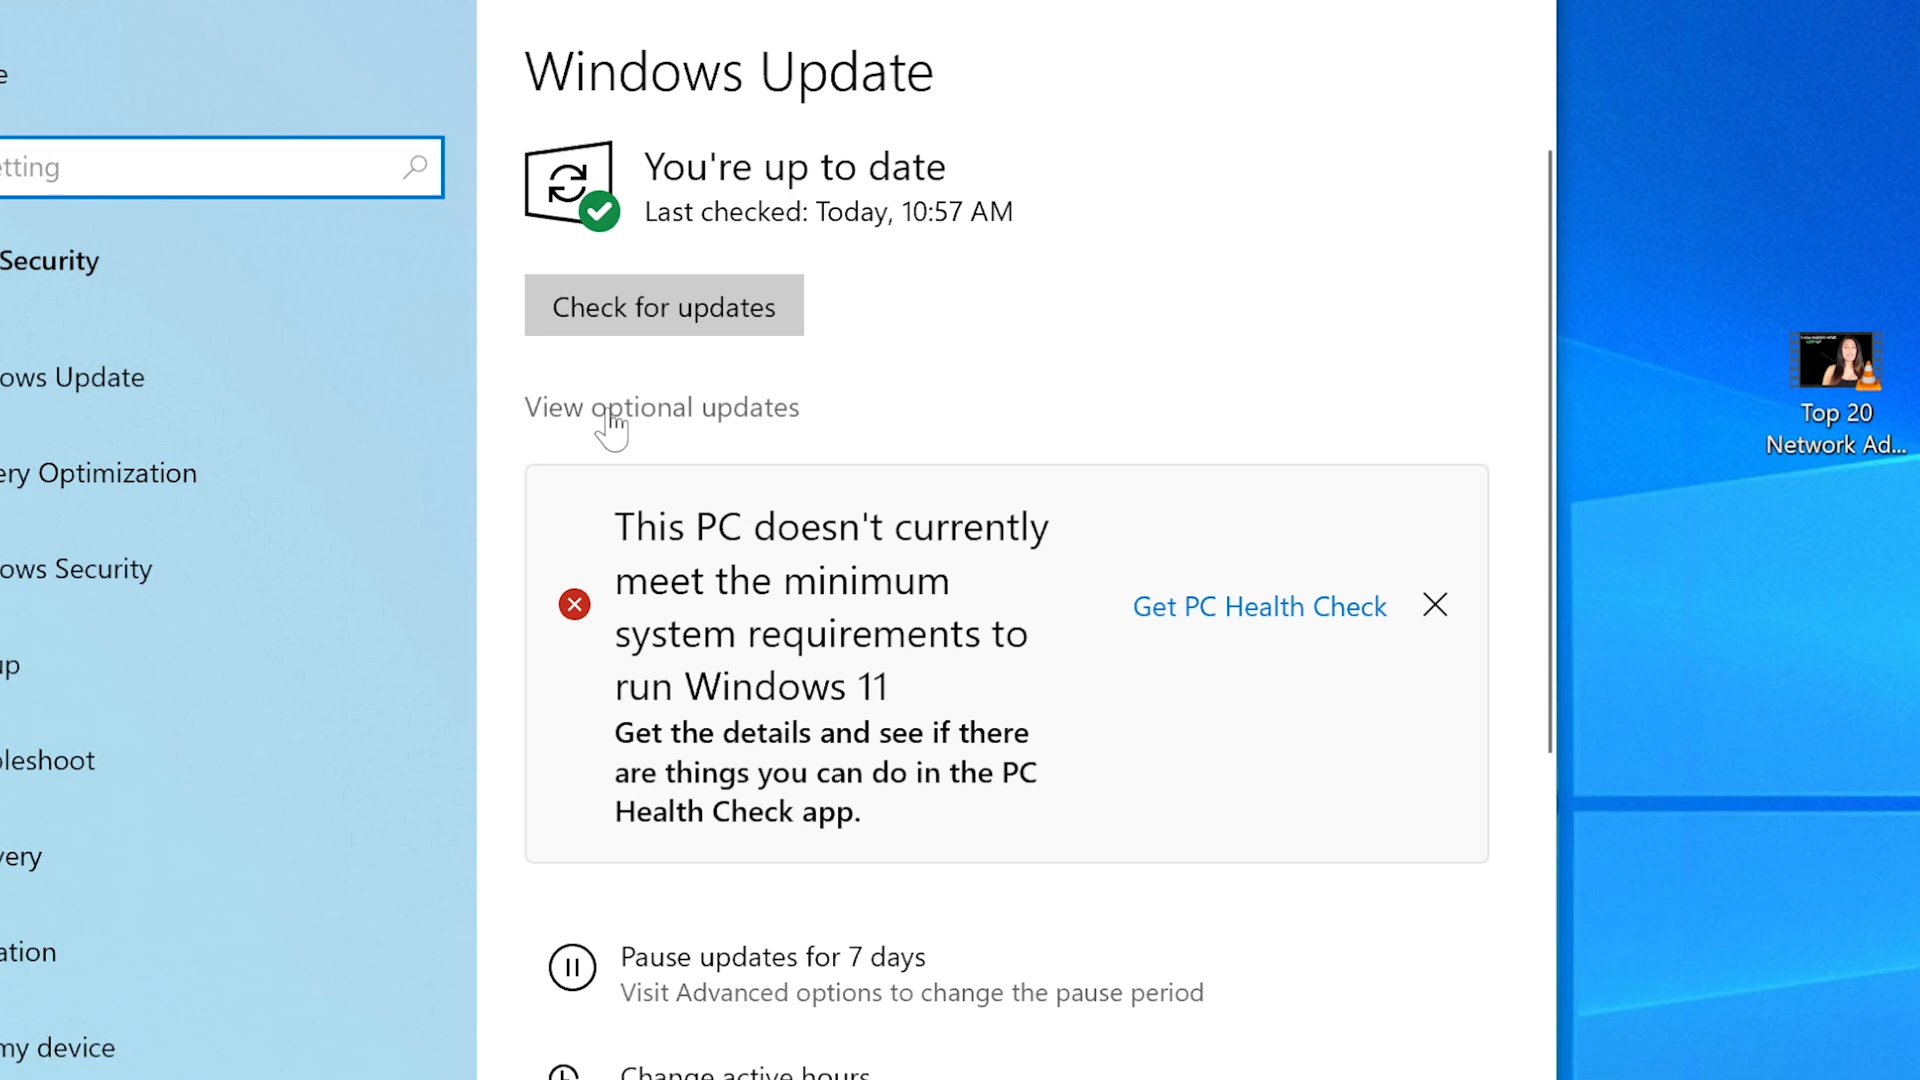 e
etting
Security
ows Update
ery Optimization
ows Security
up
leshoot
very
ation
my device
Windows Update
You're up to date
Last checked: Today, 10:57 AM
Check for updates
View optional updates
This PC doesn't currently
meet the minimum
system requirements to
run Windows 11
Get the details and see if there
are things you can do in the PC
Health Check app.
Get PC Health Check
Pause updates for 7 days
Visit Advanced options to change the pause period
Change active hours
Top 20
Network Ad...